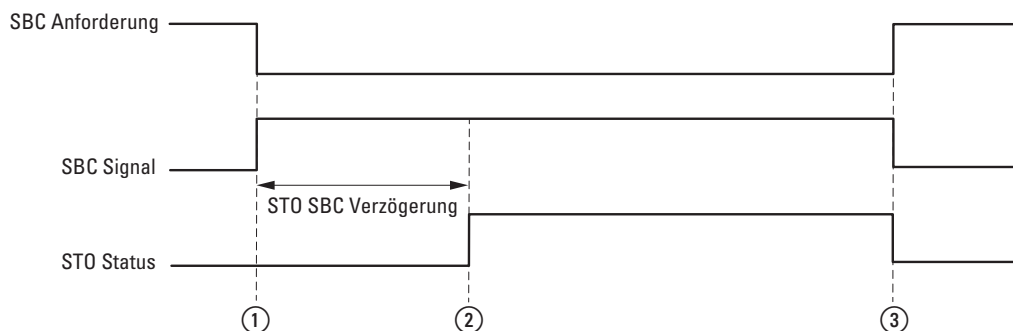 SBC Anforderung
SBC Signal
STO SBC Verzögerung
STO Status
1 2 3